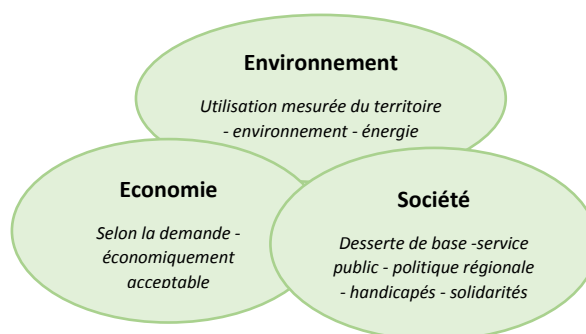 Environnement
Utilisation mesurée du territoire
- environnement - énergie
Economie
Selon la demande -
économiquement
acceptable
Société
Desserte de base -service
public - politique régionale
- handicapés - solidarités